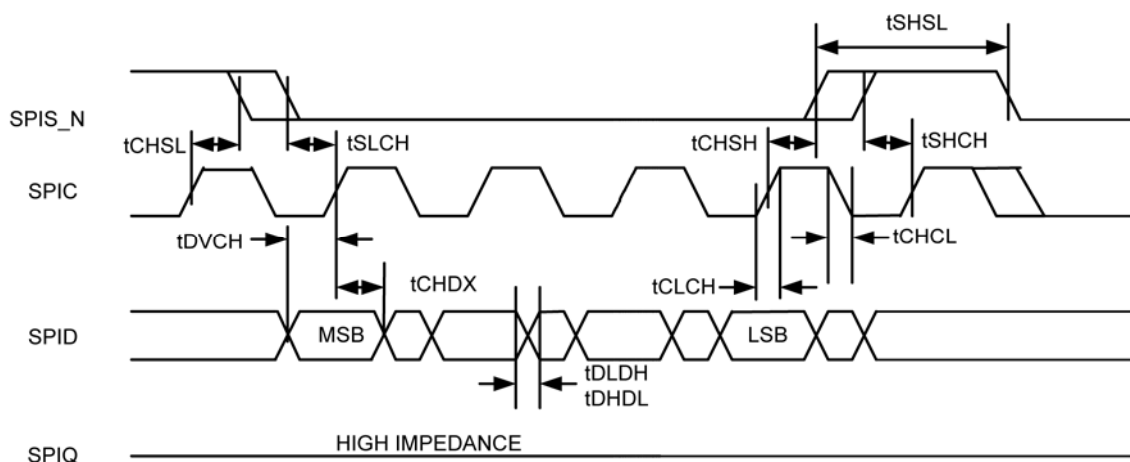 tSHSL
SPIS_N
tCHSL
tSLCH
tCHSH
tSHCH
SPIC
tDVCH
tCHCL
tCHDX
tCLCH
SPID
MSB
LSB
tDLDH
tDHDL
HIGH IMPEDANCE
SPIQ